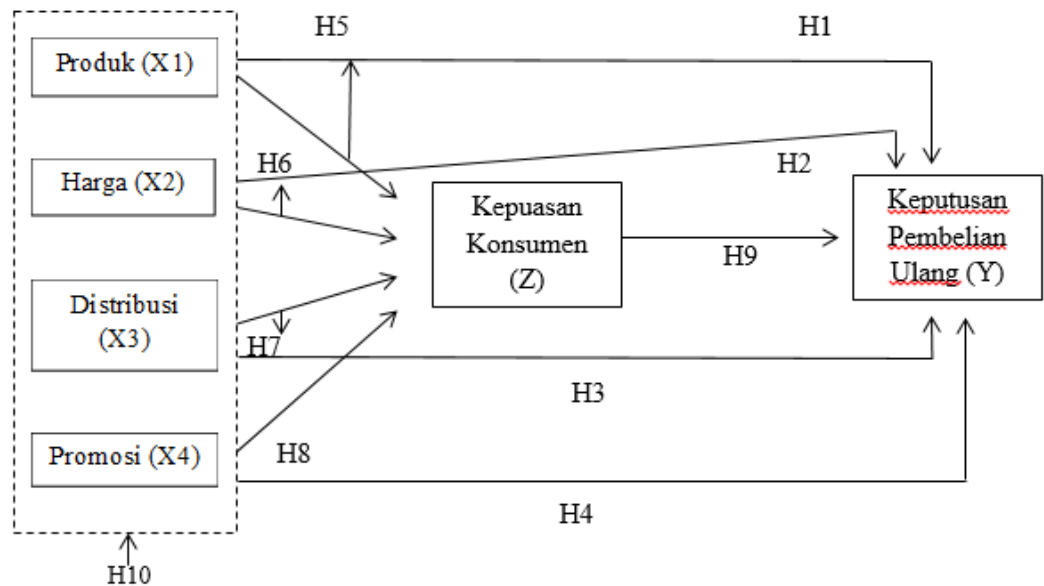 H5
H1
Produk (X1)
H6
H2
Harga (X2)
Kepuasan
Konsumen
(Z)
Keputusan
Pembelian
Ulang (Y)
H9
Distribusi
(X3)
H7
H3
Promosi (X4)
H8
H4
H10